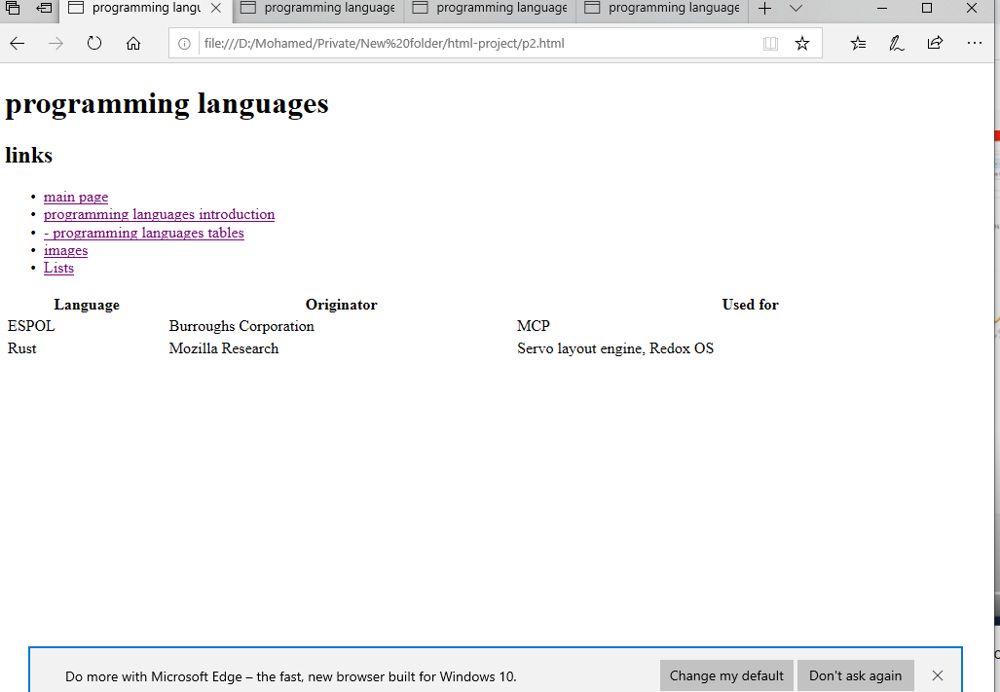 programming langu programming language programming language programming language
file:///D:/Mohamed/Private/New%20folder/html-project/p2.html
programming languages
links
• main page
• programming languages introduction
• - programming languages tables
• images
• Lists
Language Originator Used for
ESPOL Burroughs Corporation MCP
Rust Mozilla Research Servo layout engine, Redox OS
Do more with Microsoft Edge – the fast, new browser built for Windows 10. Change my default Don't ask again